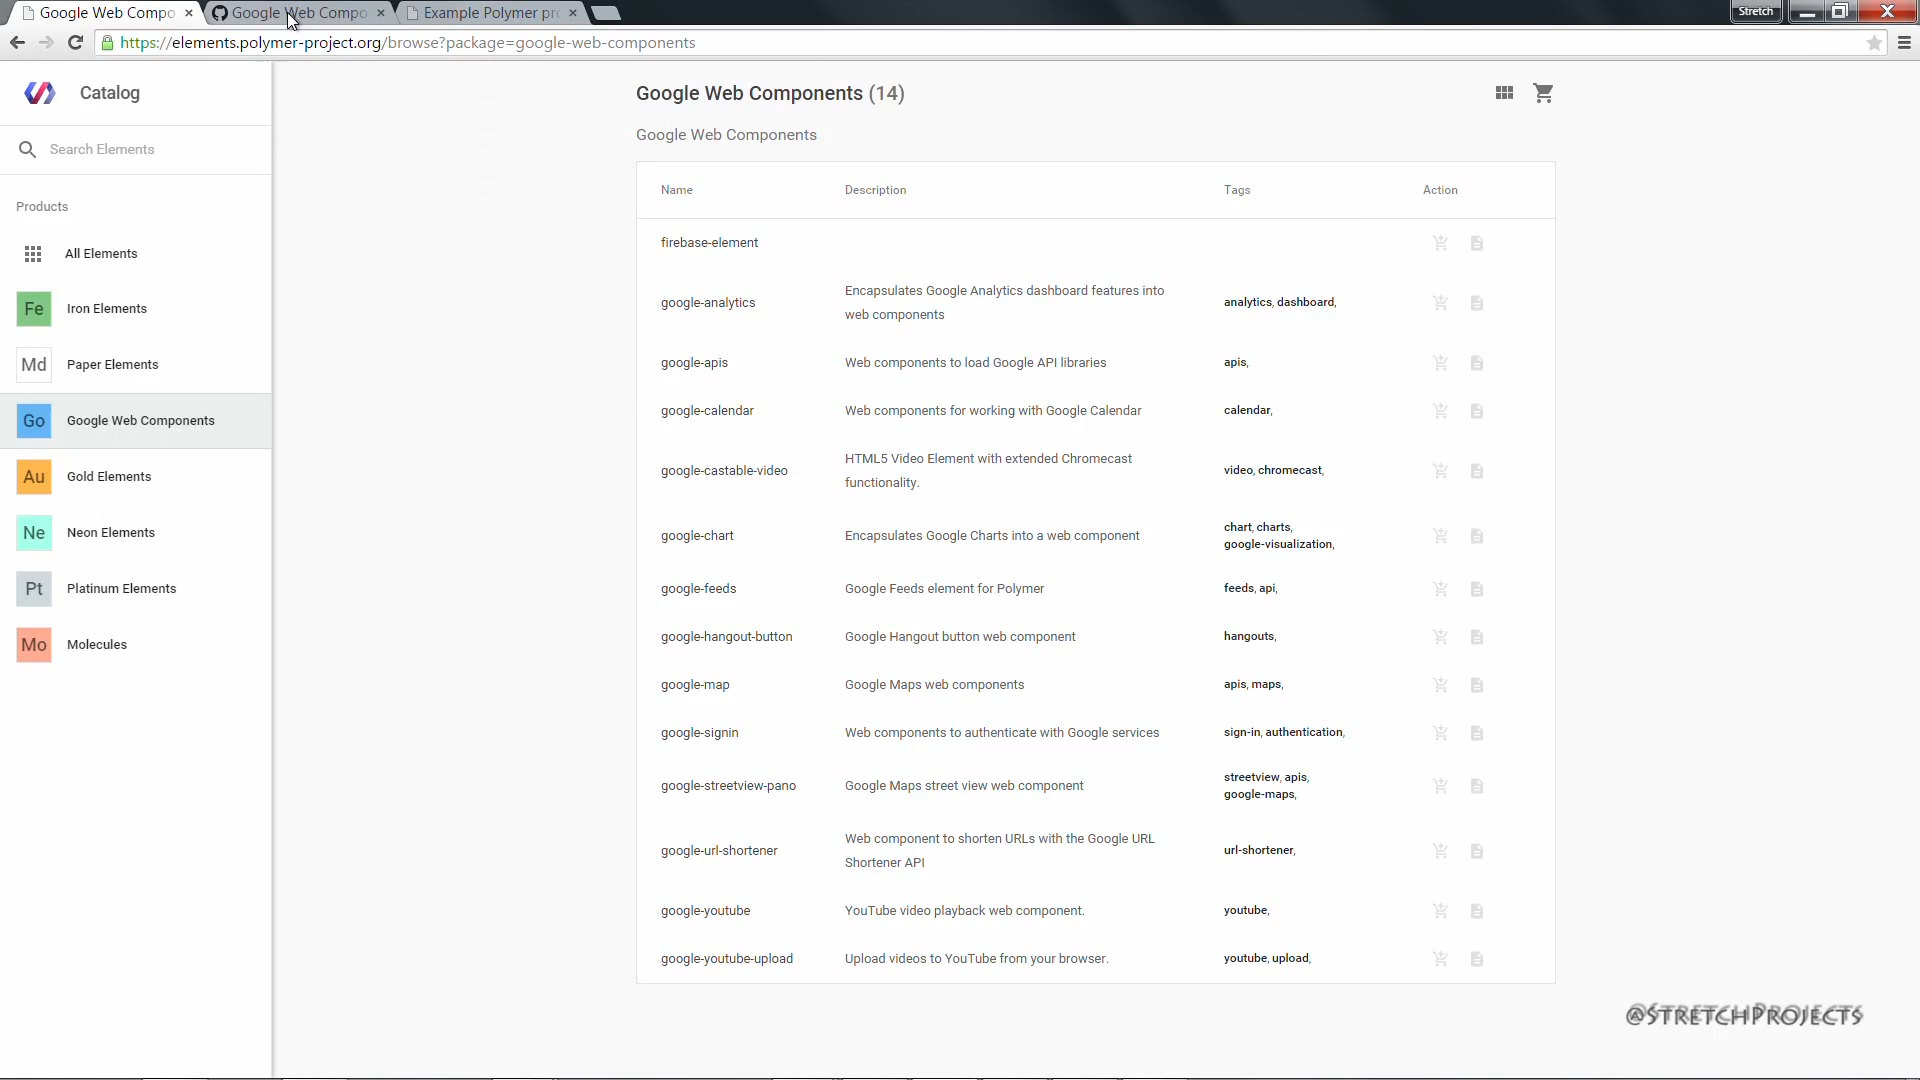 Google Web Compo
Google Web Compo
Example Polymer pr
Stretch
https://elements.polymer-project.org/browse?package=google-web-components
Catalog
Search Elements
Products
All Elements
Fe Iron Elements
Md Paper Elements
Go Google Web Components
Au Gold Elements
Ne Neon Elements
Pt Platinum Elements
Mo Molecules
Google Web Components (14)
Google Web Components
Name Description Tags Action
firebase-element
google-analytics
Encapsulates Google Analytics dashboard features into
web components
analytics, dashboard,
google-apis Web components to load Google API libraries apis,
google-calendar Web components for working with Google Calendar calendar,
google-castable-video
HTML5 Video Element with extended Chromecast
functionality.
video, chromecast,
google-chart Encapsulates Google Charts into a web component
chart, charts,
google-visualization,
google-feeds Google Feeds element for Polymer feeds, api,
google-hangout-button Google Hangout button web component hangouts,
google-map Google Maps web components apis, maps,
google-signin Web components to authenticate with Google services sign-in, authentication,
google-streetview-pano Google Maps street view web component
streetview, apis,
google-maps,
google-url-shortener
Web component to shorten URLs with the Google URL
Shortener API
url-shortener,
google-youtube YouTube video playback web component. youtube,
google-youtube-upload Upload videos to YouTube from your browser. youtube, upload,
@StretchProjects